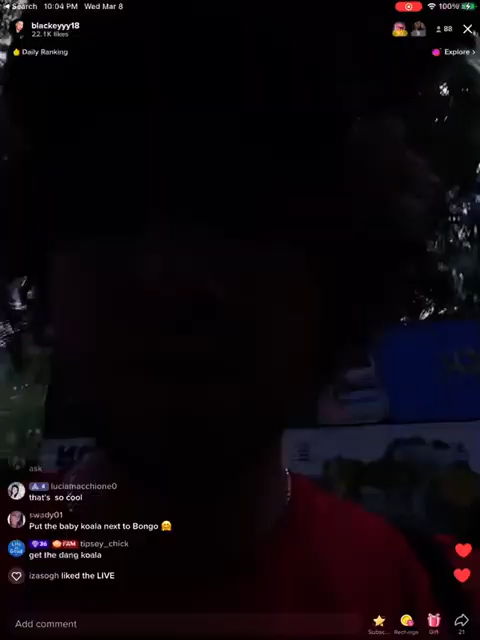 Search 10:04 PM Wed Mar 8 100%
blackeyyy18
22.1K likes
88
Daily Ranking
Explore >
ask
4 luciamacchione0
that's so cool
swady01
Put the baby koala next to Bongo 🤗
36 FAM tipsey_chick
get the dang koala
izasogh liked the LIVE
Add comment
Subsc...
Recharge
Gift
21